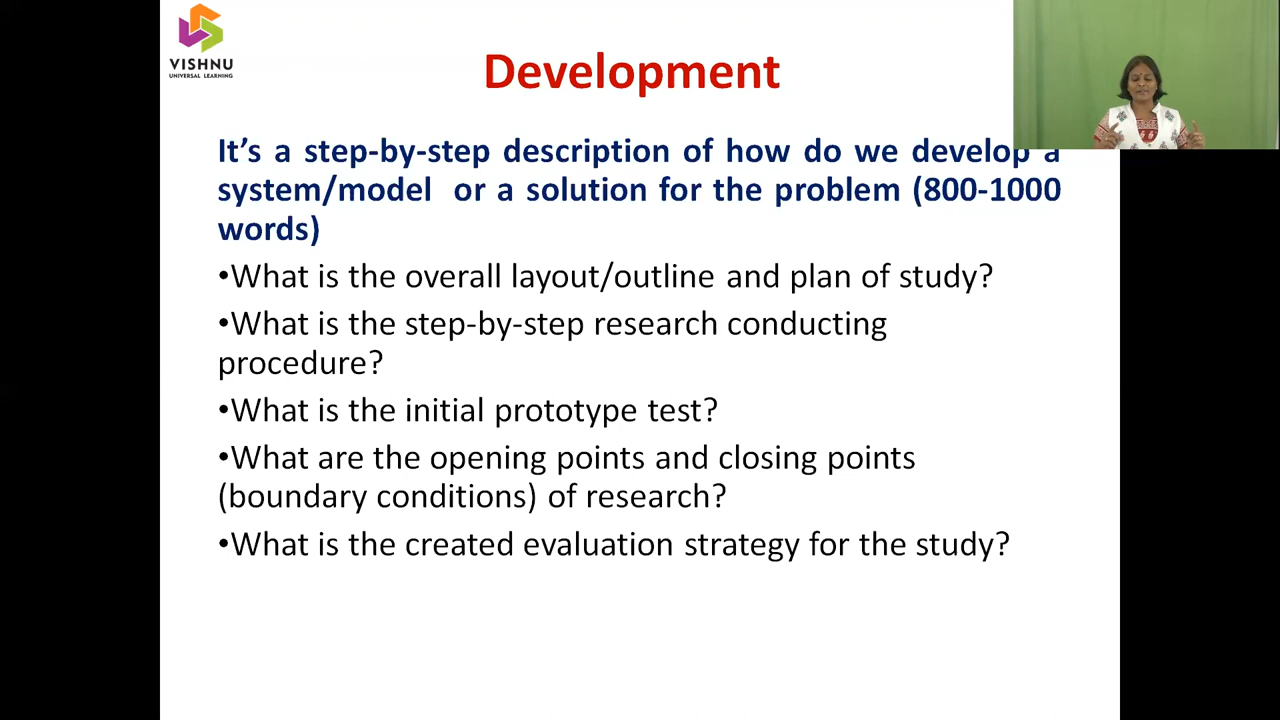 VISHNU
UNIVERSAL LEARNING
Development
It's a step-by-step description of how do we develop a
system/model or a solution for the problem (800-1000
words)
•What is the overall layout/outline and plan of study?
•What is the step-by-step research conducting
procedure?
•What is the initial prototype test?
•What are the opening points and closing points
(boundary conditions) of research?
•What is the created evaluation strategy for the study?